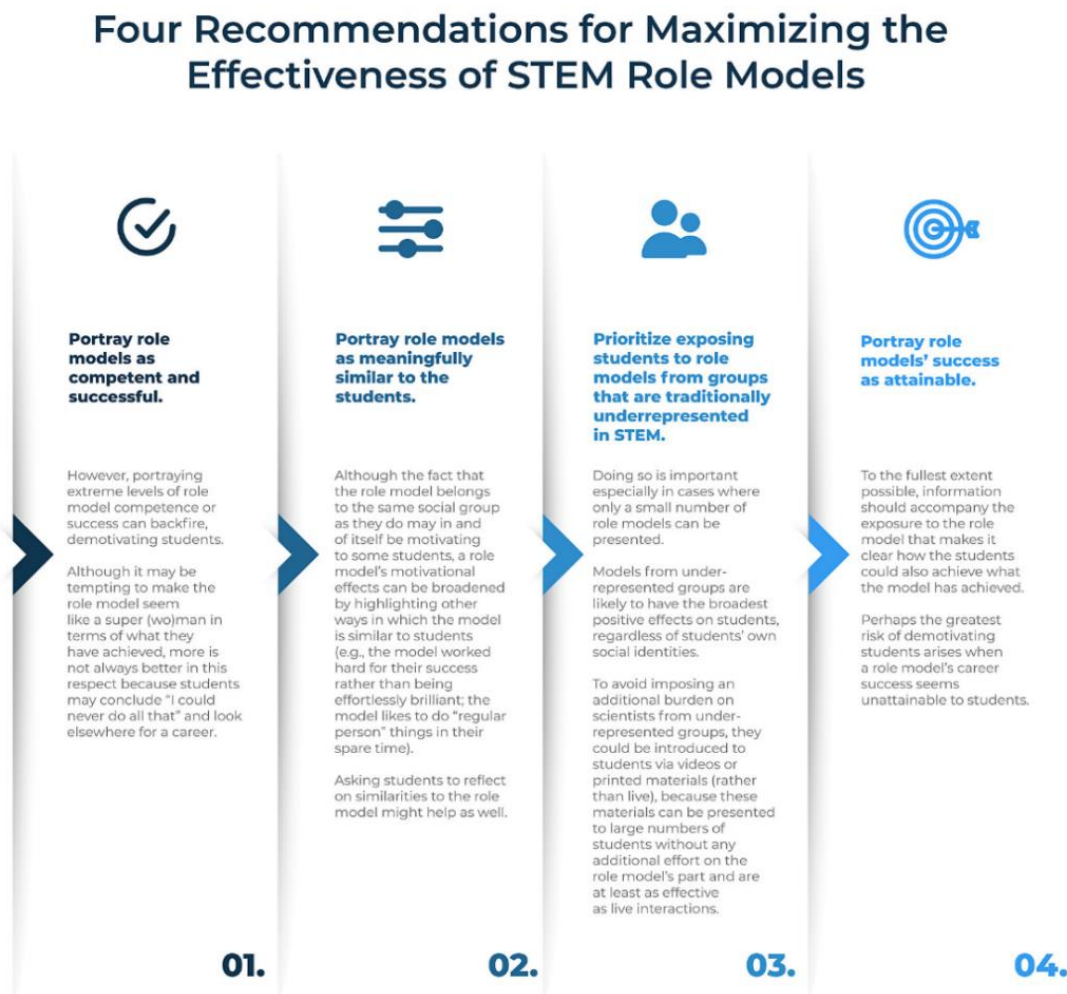 Four Recommendations for Maximizing the
Effectiveness of STEM Role Models
Portray role
models as
competent and
successful.
However, portraying
extreme levels of role
model competence or
success can backfire,
demotivating students.
Although it may be
tempting to make the
role model seem
like a super (wo)man in
terms of what they
have achieved, more is
not always better in this
respect because students
may conclude “I could
never do all that” and look
elsewhere for a career.
01.
Portray role models
as meaningfully
similar to the
students.
Although the fact that
the role model belongs
to the same social group
as they do may in and
of itself be motivating
to some students, a role
model’s motivational
effects can be broadened
by highlighting other
ways in which the model
is similar to students
(e.g., the model worked
hard for their success
rather than being
effortlessly brilliant; the
model likes to do “regular
person” things in their
spare time).
Asking students to reflect
on similarities to the role
model might help as well.
02.
Prioritize exposing
students to role
models from groups
that are traditionally
underrepresented
in STEM.
Doing so is important
especially in cases where
only a small number of
role models can be
presented.
Models from under-
represented groups are
likely to have the broadest
positive effects on students,
regardless of students’ own
social identities.
To avoid imposing an
additional burden on
scientists from under-
represented groups, they
could be introduced to
students via videos or
printed materials (rather
than live), because these
materials can be presented
to large numbers of
students without any
additional effort on the
role model’s part and are
at least as effective
as live interactions.
03.
Portray role
models’ success
as attainable.
To the fullest extent
possible, information
should accompany the
exposure to the role
model that makes it
clear how the students
could also achieve what
the model has achieved.
Perhaps the greatest
risk of demotivating
students arises when
a role model’s career
success seems
unattainable to students.
04.